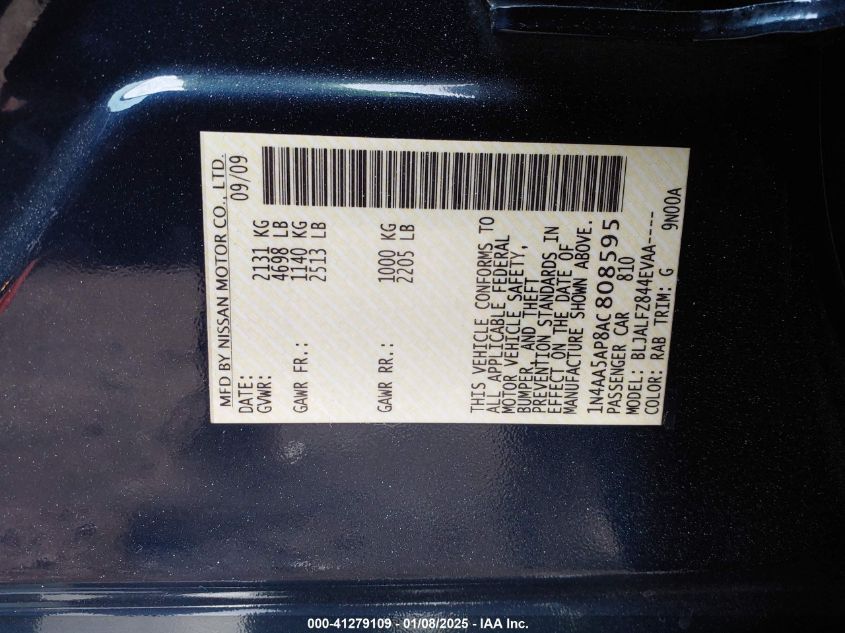 MFD BY NISSAN MOTOR CO., LTD.
DATE: 09/09
GVWR: 2131 KG
4698 LB
GAWR FR.: 1140 KG
2513 LB
GAWR RR.: 1000 KG
2205 LB
THIS VEHICLE CONFORMS TO
ALL APPLICABLE FEDERAL
MOTOR VEHICLE SAFETY,
BUMPER, AND THEFT
PREVENTION STANDARDS IN
EFFECT ON THE DATE OF
MANUFACTURE SHOWN ABOVE.
1N4AA5AP8AC808595
PASSENGER CAR 810
MODEL: BLJALFZ844EVAA----
COLOR: RAB TRIM: G 9N00A
000-41279109 - 01/08/2025 - IAA Inc.